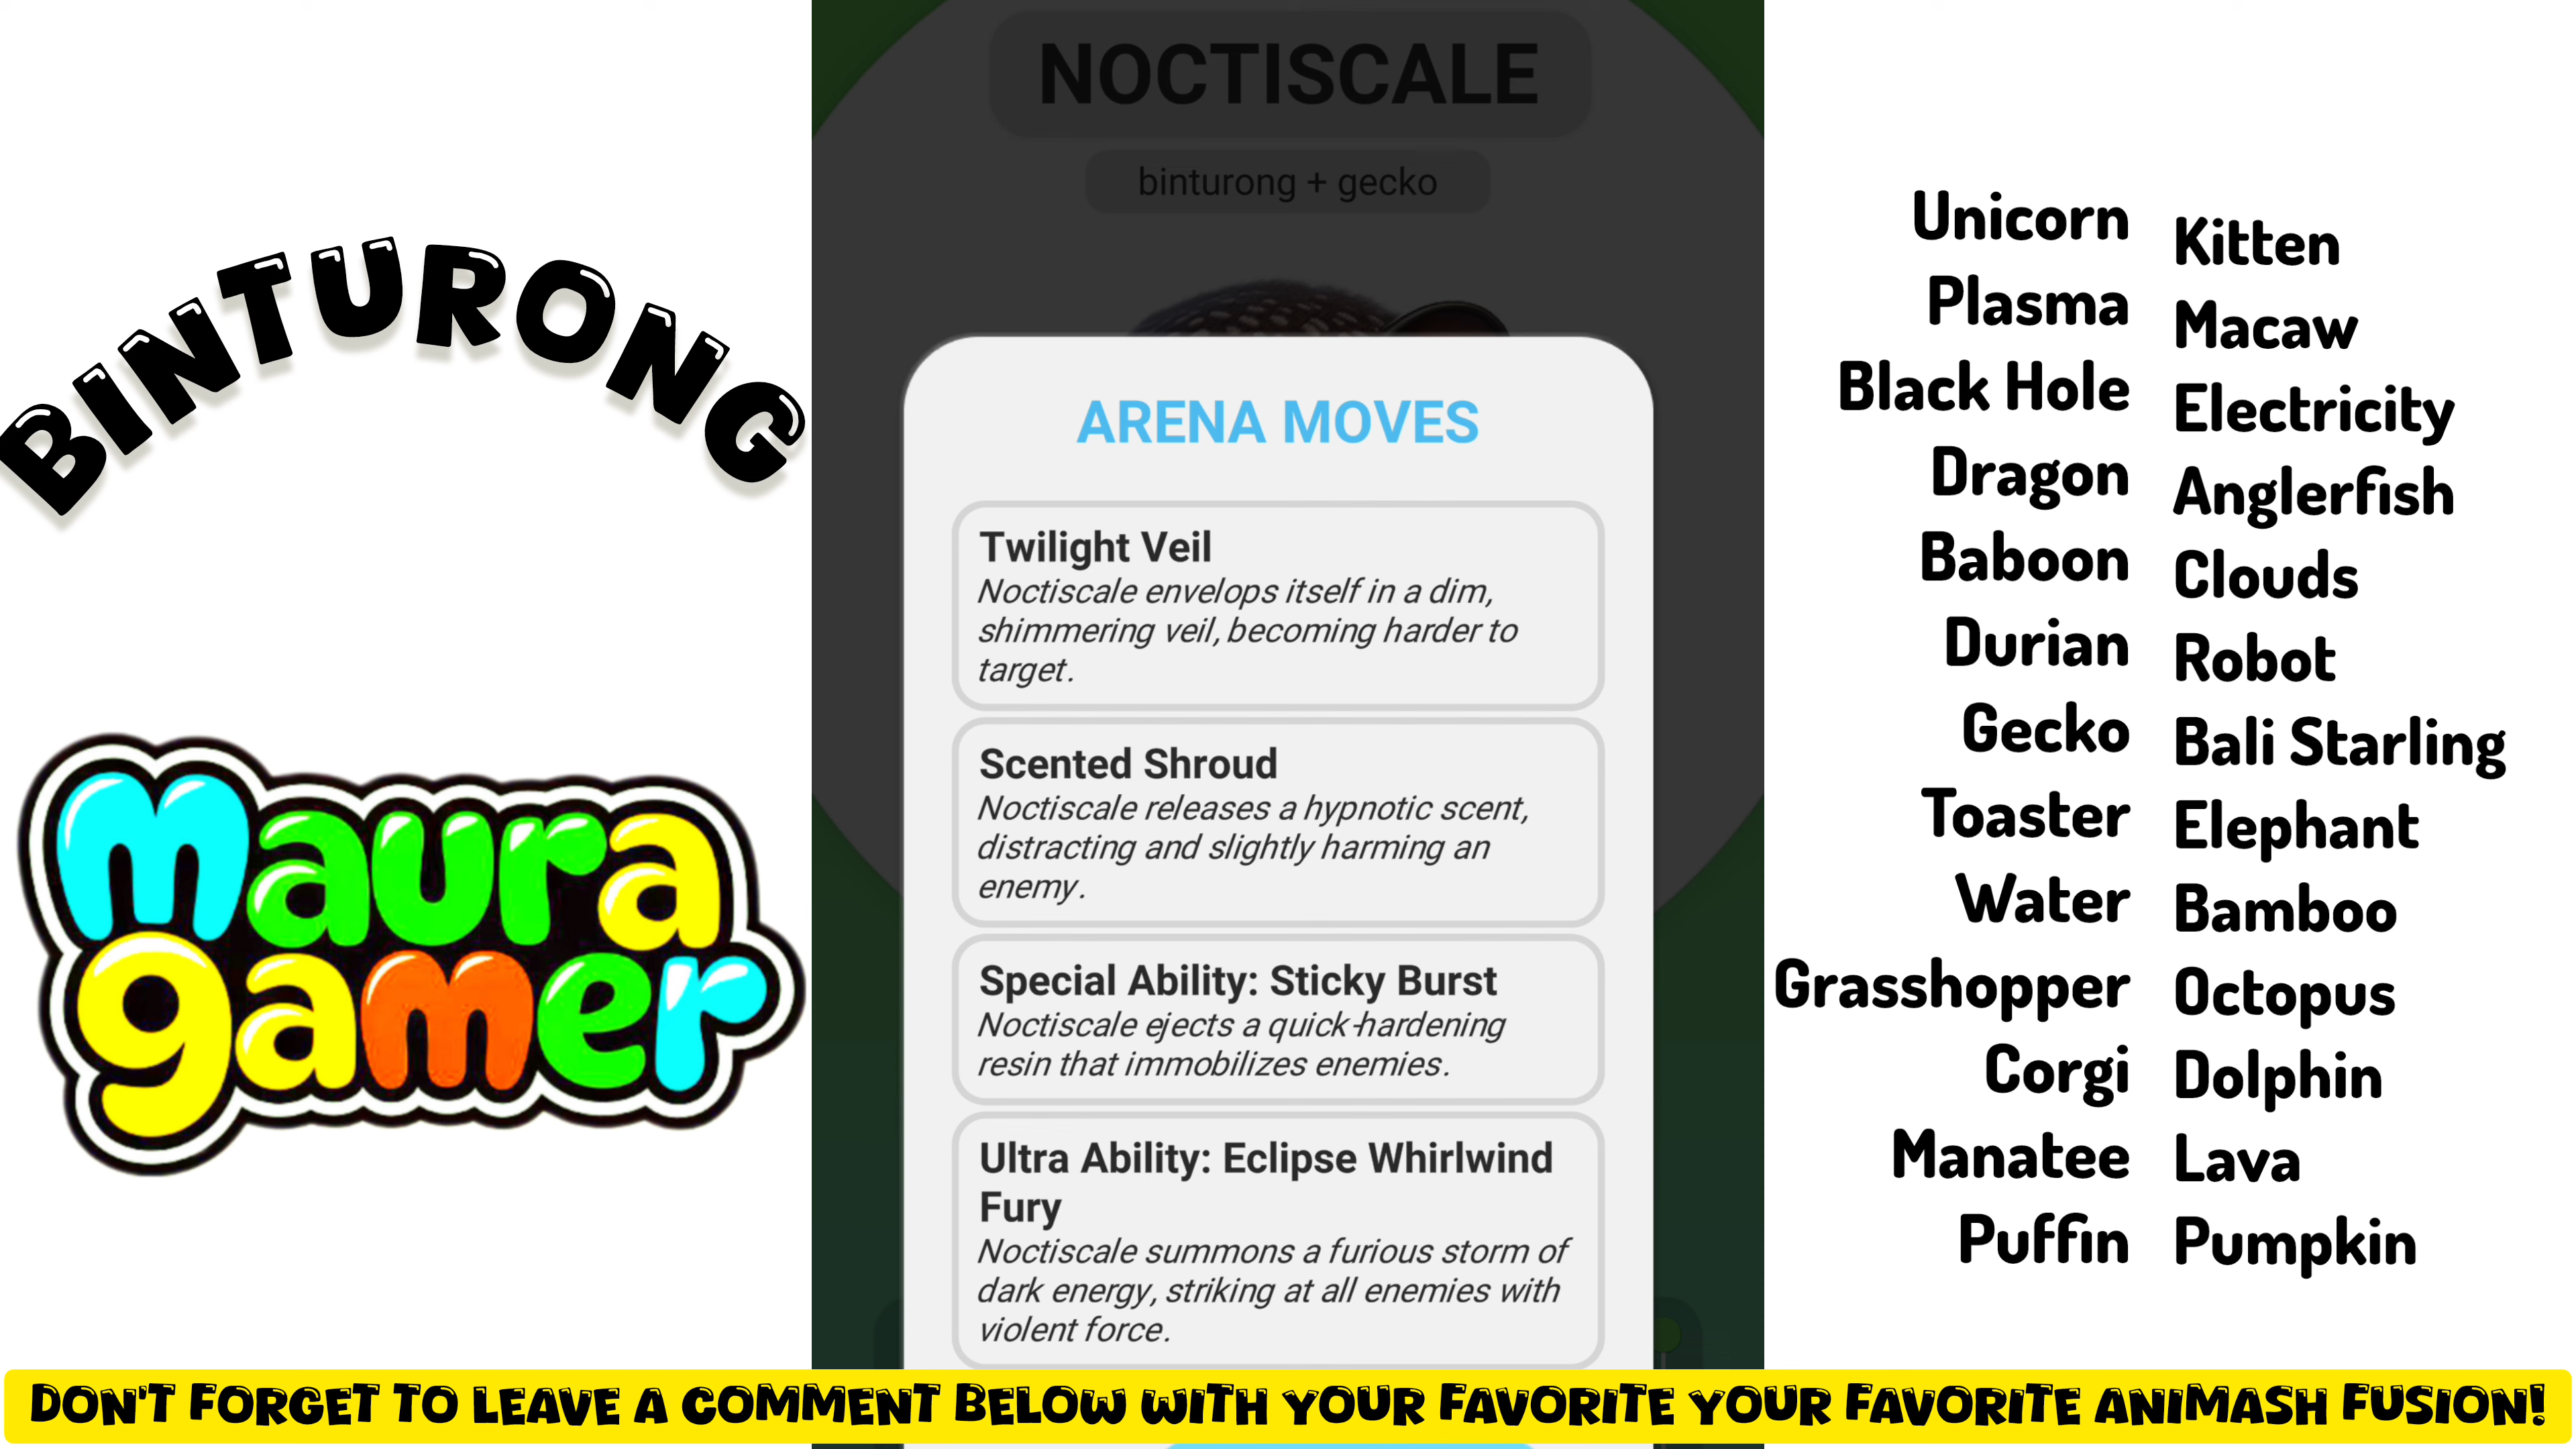 BINTURONG
maura
gamer
NOCTISCALE
binturong + gecko
ARENA MOVES
Twilight Veil
Noctiscale envelops itself in a dim,
shimmering veil, becoming harder to
target.
Scented Shroud
Noctiscale releases a hypnotic scent,
distracting and slightly harming an
enemy.
Special Ability: Sticky Burst
Noctiscale ejects a quick-hardening
resin that immobilizes enemies.
Ultra Ability: Eclipse Whirlwind
Fury
Noctiscale summons a furious storm of
dark energy, striking at all enemies with
violent force.
Unicorn
Plasma
Black Hole
Dragon
Baboon
Durian
Gecko
Toaster
Water
Grasshopper
Corgi
Manatee
Puffin
Kitten
Macaw
Electricity
Anglerfish
Clouds
Robot
Bali Starling
Elephant
Bamboo
Octopus
Dolphin
Lava
Pumpkin
DON'T FORGET TO LEAVE A COMMENT BELOW WITH YOUR FAVORITE YOUR FAVORITE ANIMASH FUSION!